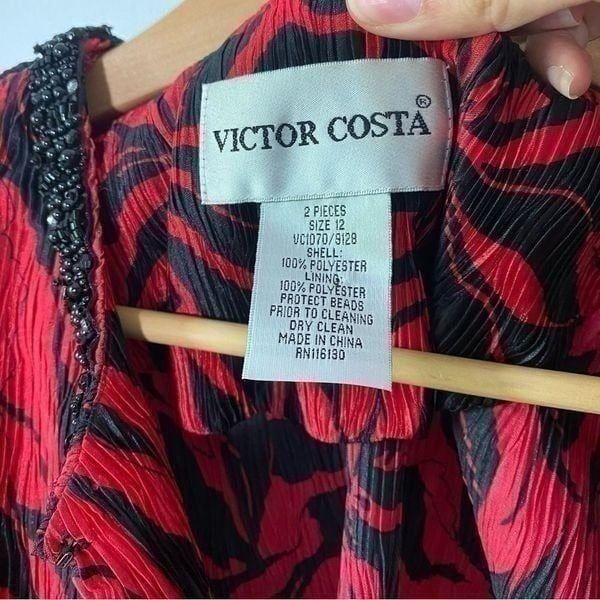 VICTOR COSTA®
2 PIECES
SIZE 12
VC1070/9128
SHELL:
100% POLYESTER
LINING:
100% POLYESTER
PROTECT BEADS
PRIOR TO CLEANING
DRY CLEAN
MADE IN CHINA
RN116130